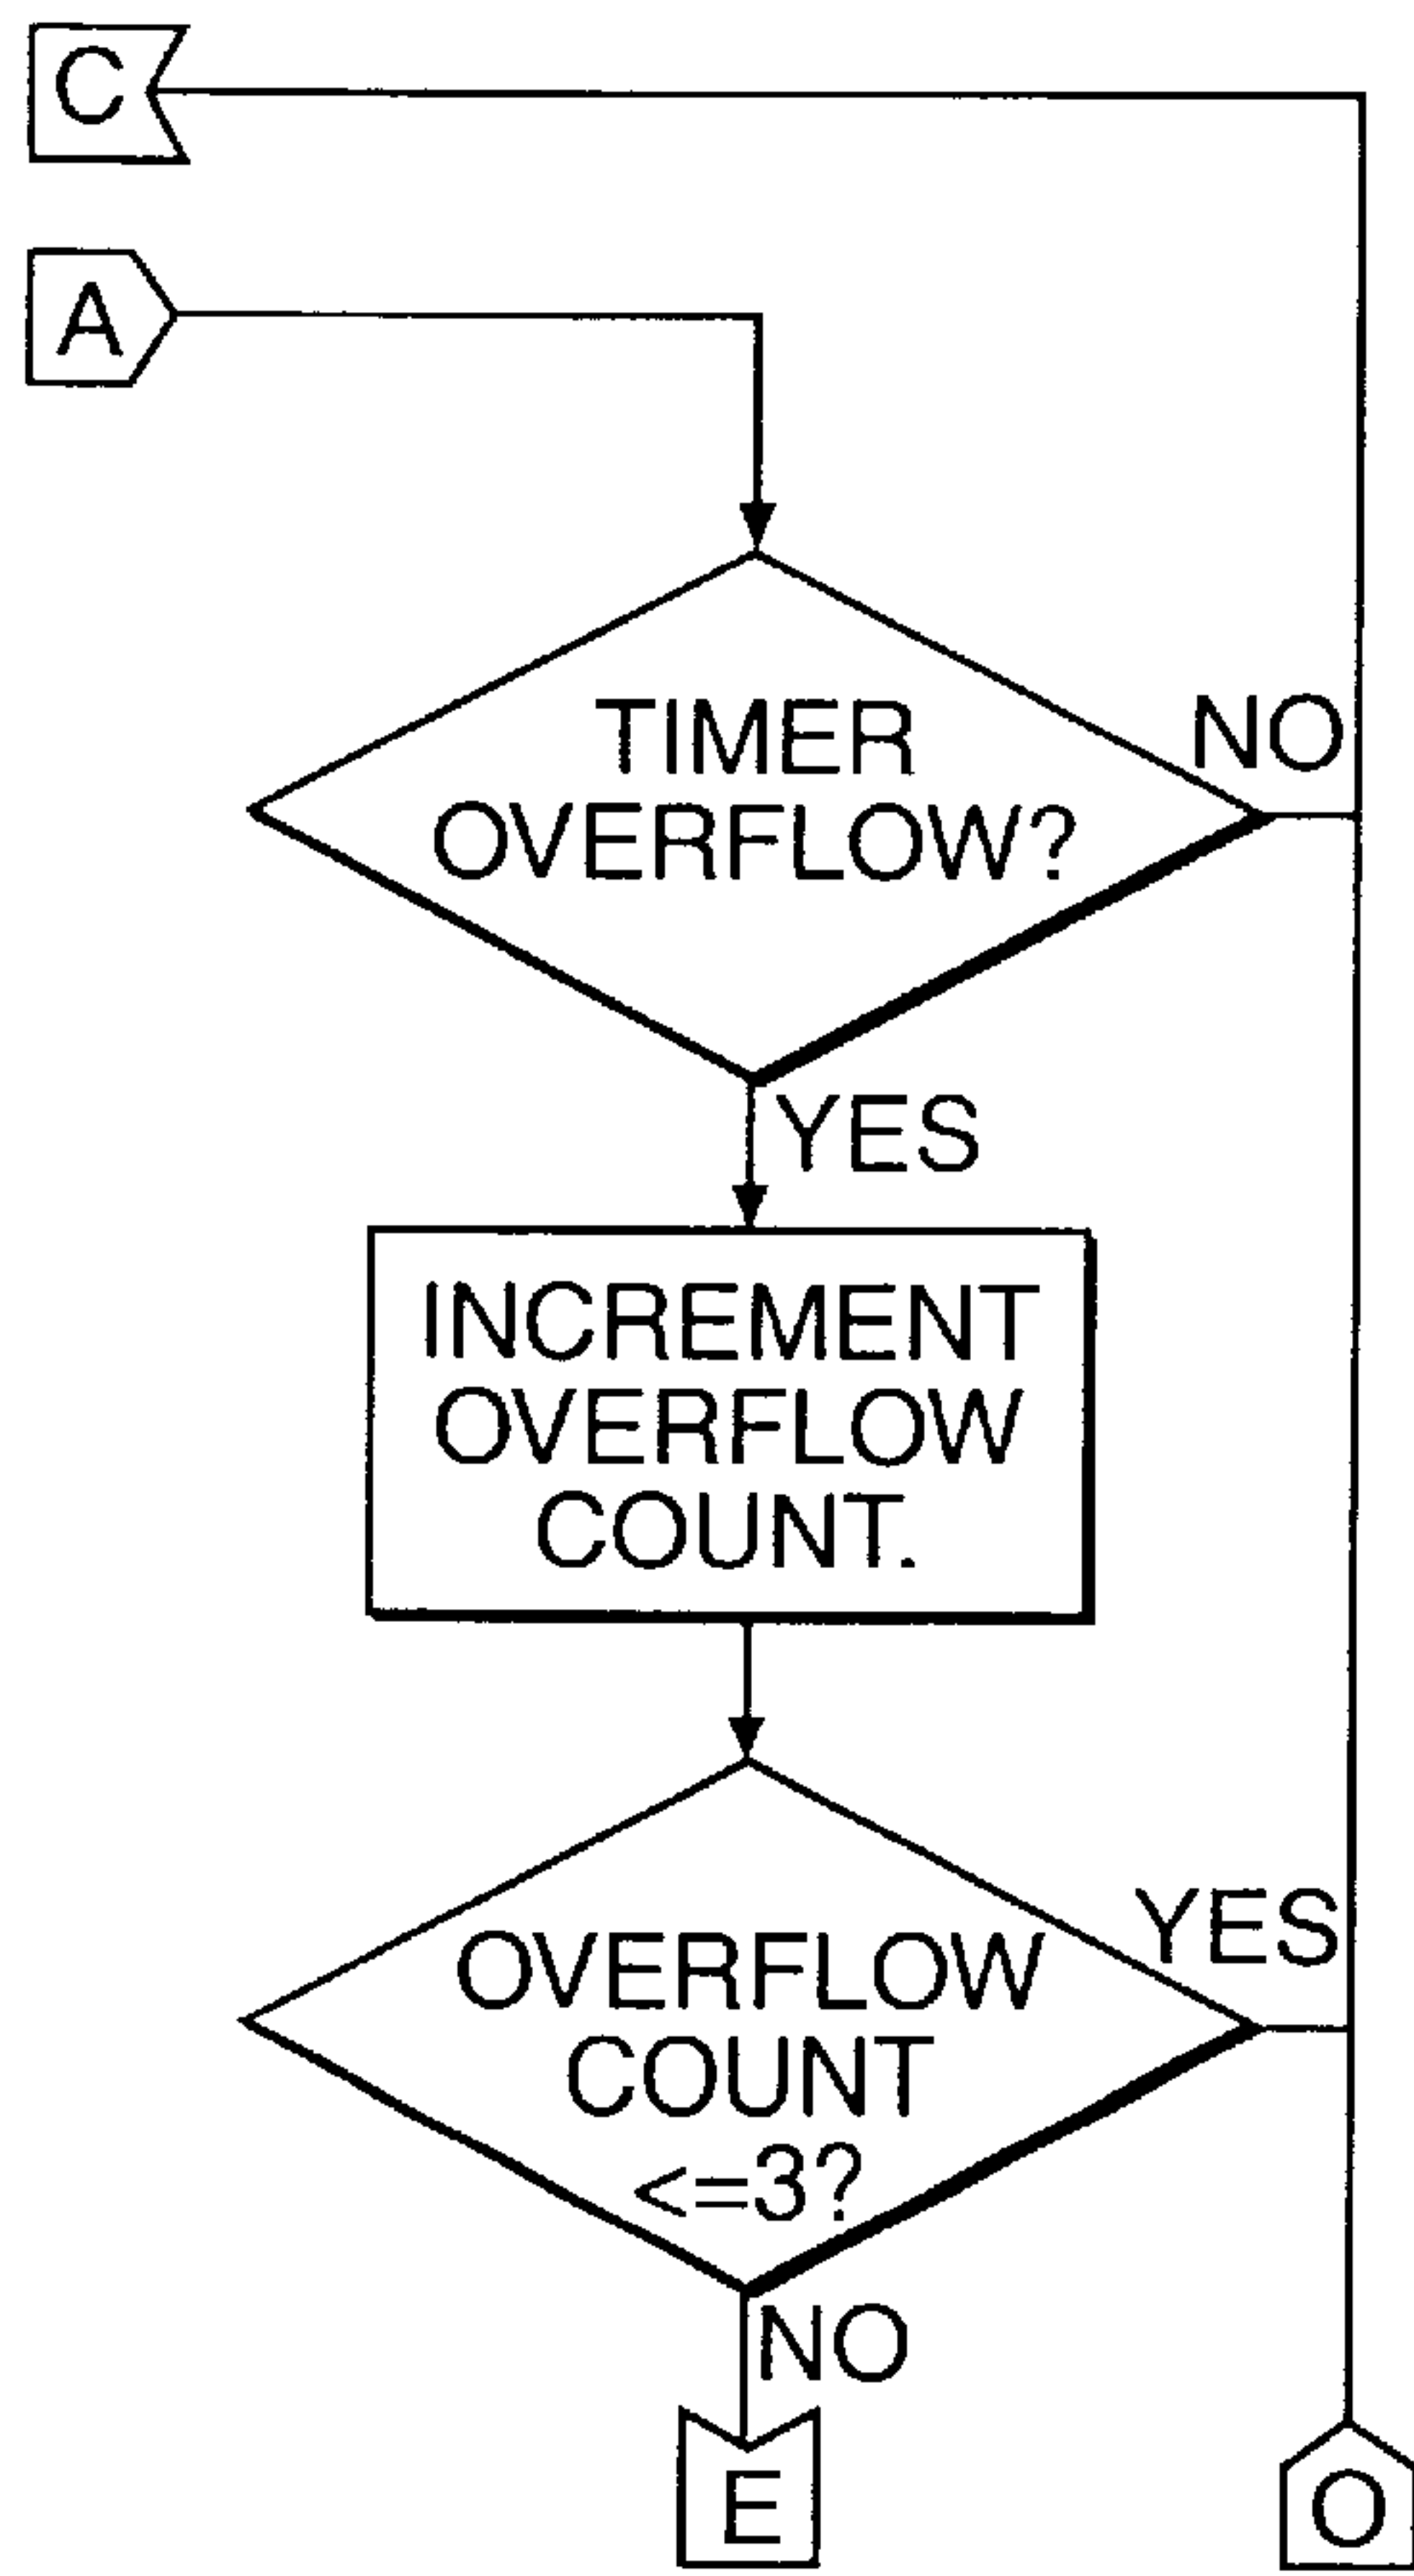 C
A
TIMER
OVERFLOW?
NO
YES
INCREMENT
OVERFLOW
COUNT.
OVERFLOW
COUNT
<=3?
YES
NO
E
O